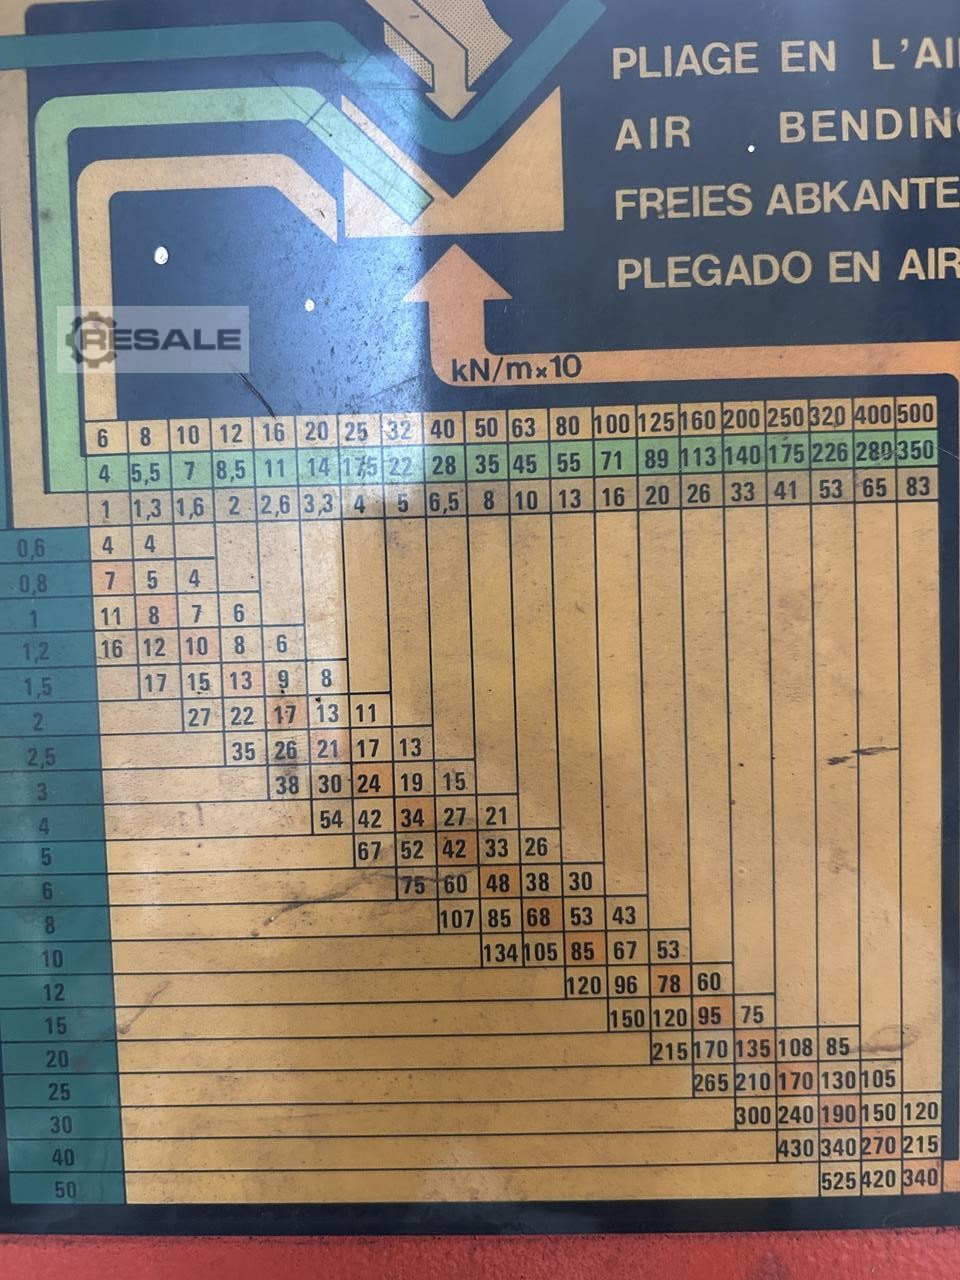 PLIAGE EN L'AI
AIR BENDING
FREIES ABKANTE
PLEGADO EN AIR
RESALE
kN/m×10
6 8 10 12 16 20 25 32 40 50 63 80 100 125 160 200 250 320 400 500
4 5,5 7 8,5 11 14 175 22 28 35 45 55 71 89 113 140 175 226 280 350
1 1,3 1,6 2 2,6 3,3 4 5 6,5 8 10 13 16 20 26 33 41 53 65 83
0,6 4 4
0,8 7 5 4
1 11 8 7 6
1,2 16 12 10 8 6
1,5 17 15 13 9 8
2 27 22 17 13 11
2,5 35 26 21 17 13
3 38 30 24 19 15
4 54 42 34 27 21
5 67 52 42 33 26
6 75 60 48 38 30
8 107 85 68 53 43
10 134 105 85 67 53
12 120 96 78 60
15 150 120 95 75
20 215 170 135 108 85
25 265 210 170 130 105
30 300 240 190 150 120
40 430 340 270 215
50 525 420 340